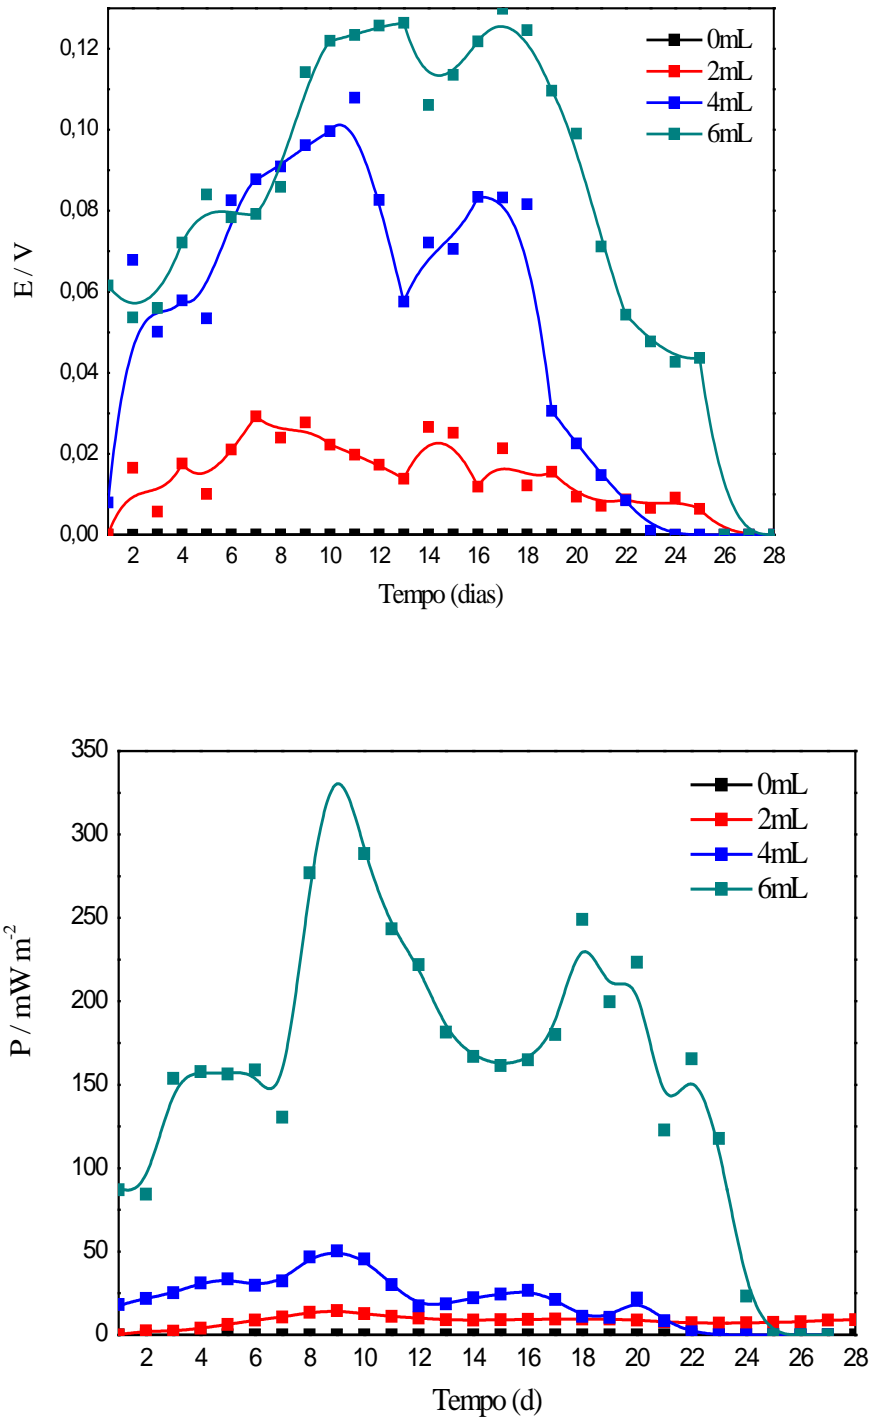 0,12
0,10
0,08
0,06
0,04
0,02
0,00
E / V
0mL
2mL
4mL
6mL
2 4 6 8 10 12 14 16 18 20 22 24 26 28
Tempo (dias)
350
300
250
200
150
100
50
0
P / mW m⁻²
0mL
2mL
4mL
6mL
2 4 6 8 10 12 14 16 18 20 22 24 26 28
Tempo (d)